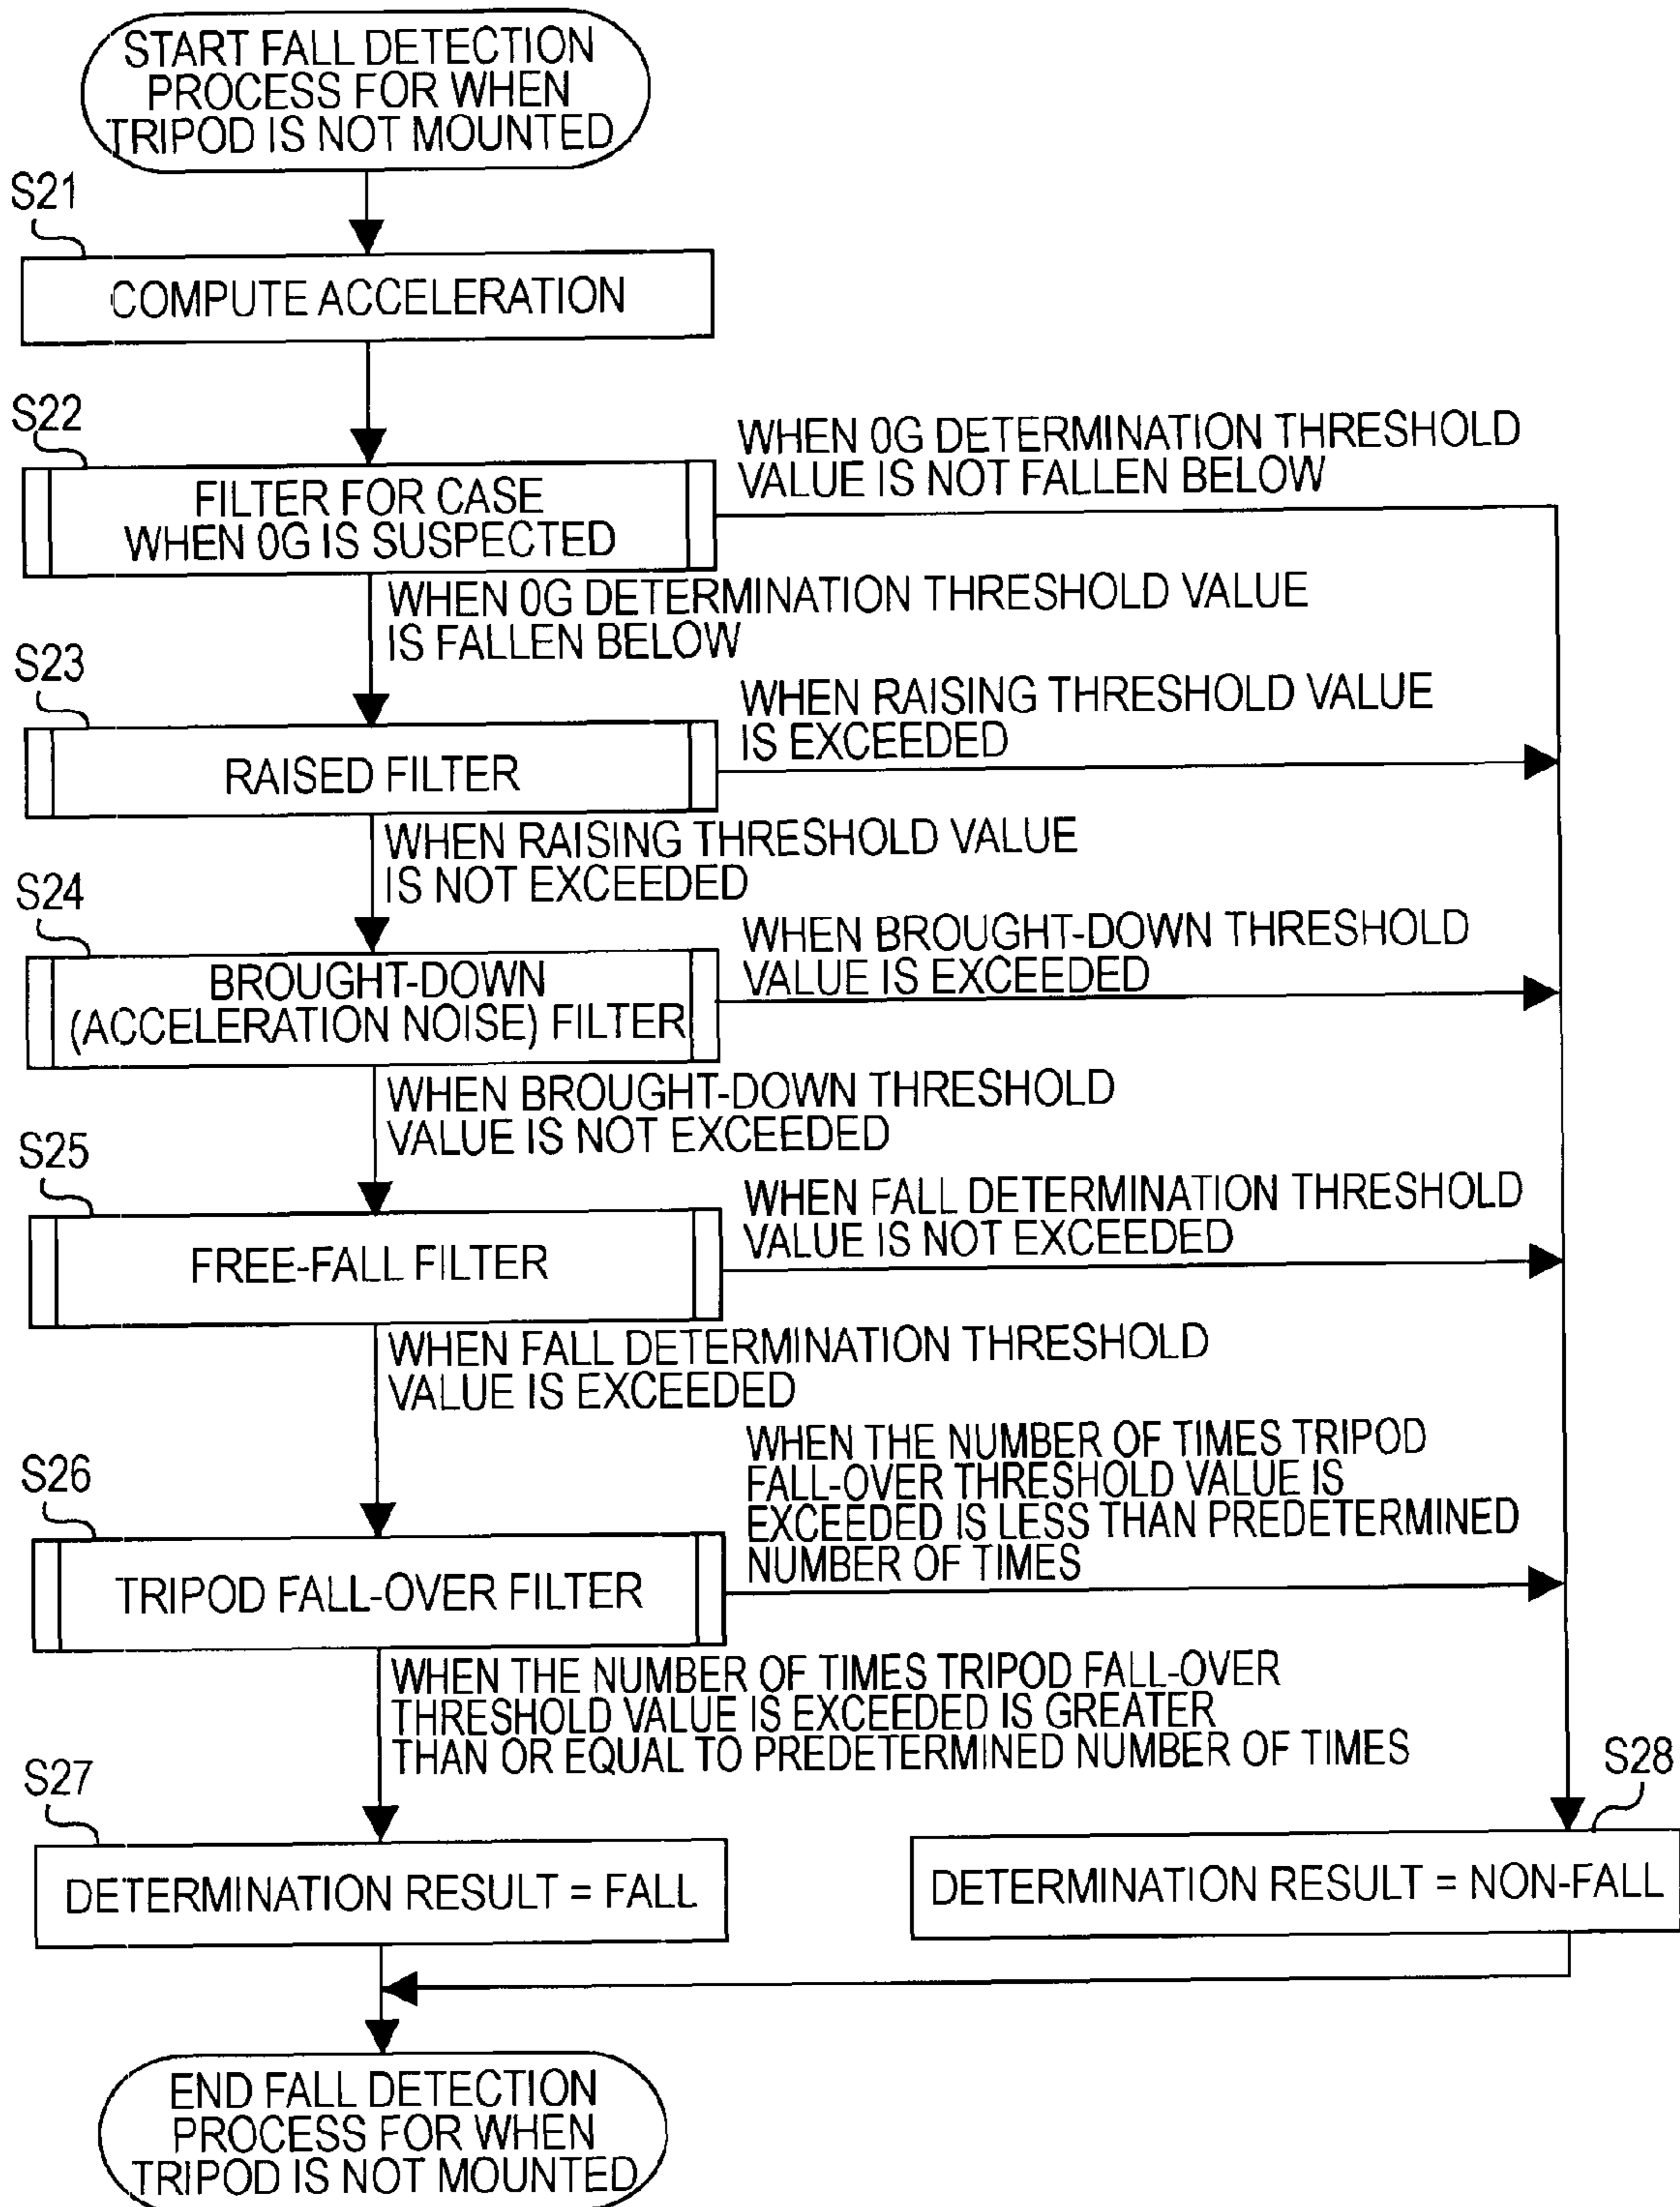 START FALL DETECTION
PROCESS FOR WHEN
TRIPOD IS NOT MOUNTED
S21
COMPUTE ACCELERATION
S22
FILTER FOR CASE
WHEN 0G IS SUSPECTED
WHEN 0G DETERMINATION THRESHOLD
VALUE IS NOT FALLEN BELOW
WHEN 0G DETERMINATION THRESHOLD VALUE
IS FALLEN BELOW
S23
RAISED FILTER
WHEN RAISING THRESHOLD VALUE
IS EXCEEDED
WHEN RAISING THRESHOLD VALUE
IS NOT EXCEEDED
S24
BROUGHT-DOWN
(ACCELERATION NOISE) FILTER
WHEN BROUGHT-DOWN THRESHOLD
VALUE IS EXCEEDED
WHEN BROUGHT-DOWN THRESHOLD
VALUE IS NOT EXCEEDED
S25
FREE-FALL FILTER
WHEN FALL DETERMINATION THRESHOLD
VALUE IS NOT EXCEEDED
WHEN FALL DETERMINATION THRESHOLD
VALUE IS EXCEEDED
S26
TRIPOD FALL-OVER FILTER
WHEN THE NUMBER OF TIMES TRIPOD
FALL-OVER THRESHOLD VALUE IS
EXCEEDED IS LESS THAN PREDETERMINED
NUMBER OF TIMES
WHEN THE NUMBER OF TIMES TRIPOD FALL-OVER
THRESHOLD VALUE IS EXCEEDED IS GREATER
THAN OR EQUAL TO PREDETERMINED NUMBER OF TIMES
S27
DETERMINATION RESULT = FALL
S28
DETERMINATION RESULT = NON-FALL
END FALL DETECTION
PROCESS FOR WHEN
TRIPOD IS NOT MOUNTED